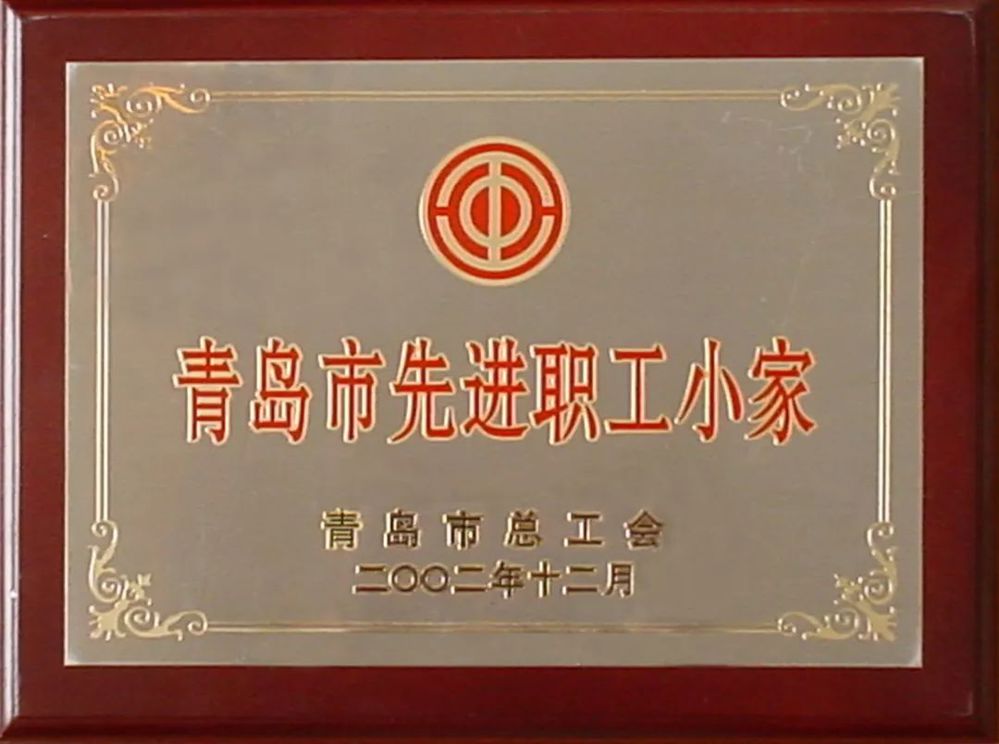 青岛市先进职工小家
青岛市总工会
二〇〇二年十二月